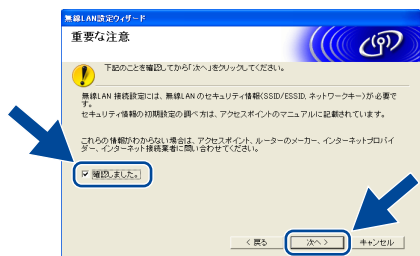 無線LAN設定ウィザード
重要な注意
下記のことを確認してから「次へ」をクリックしてください。
無線LAN 接続設定には、無線LAN のセキュリティ情報(SSID/ESSID、ネットワークキー)が必要で
す。
セキュリティ情報の初期設定の調べ方は、アクセスポイントのマニュアルに記載されています。
これらの情報がわからない場合は、アクセスポイント、ルーターのメーカー、インターネットプロバイ
ダー、インターネット接続業者に問い合わせてください。
確認しました。
< 戻る 次へ > キャンセル